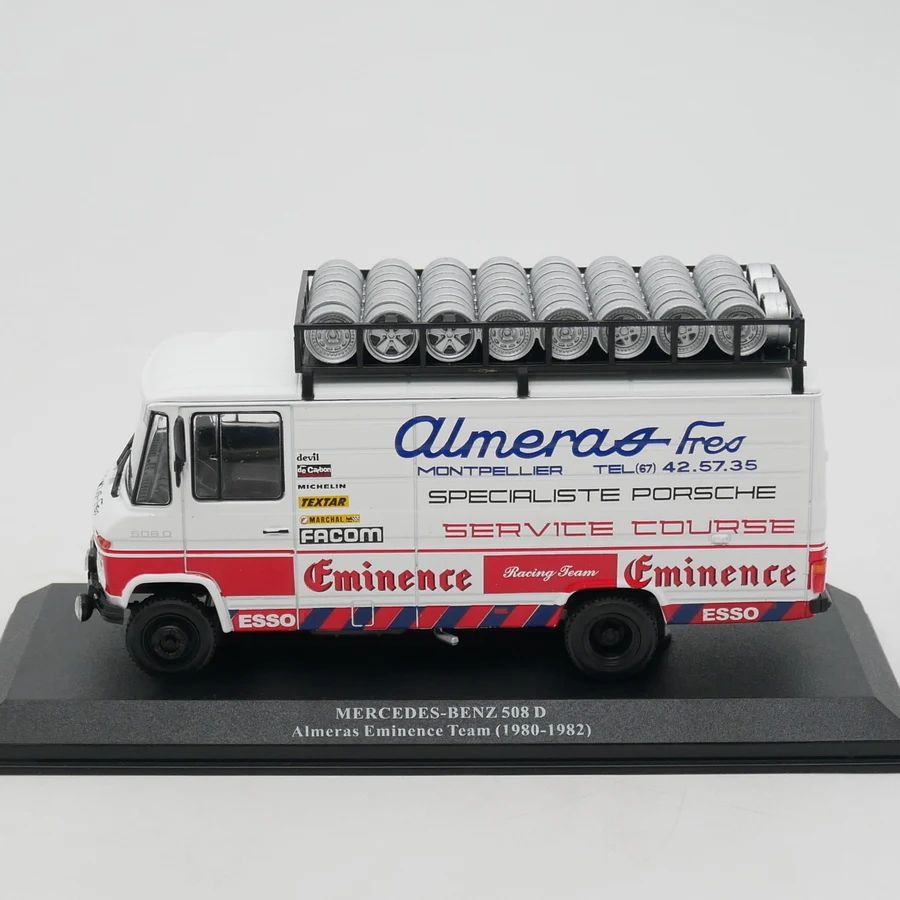 Almeras Fres
MONTPELLIER TEL(67) 42.57.35
SPECIALISTE PORSCHE
SERVICE COURSE
devil
de Carbon
MICHELIN
TEXTAR
MARCHAL
FACOM
508 D
Eminence Racing Team Eminence
ESSO ESSO
MERCEDES-BENZ 508 D
Almeras Eminence Team (1980-1982)